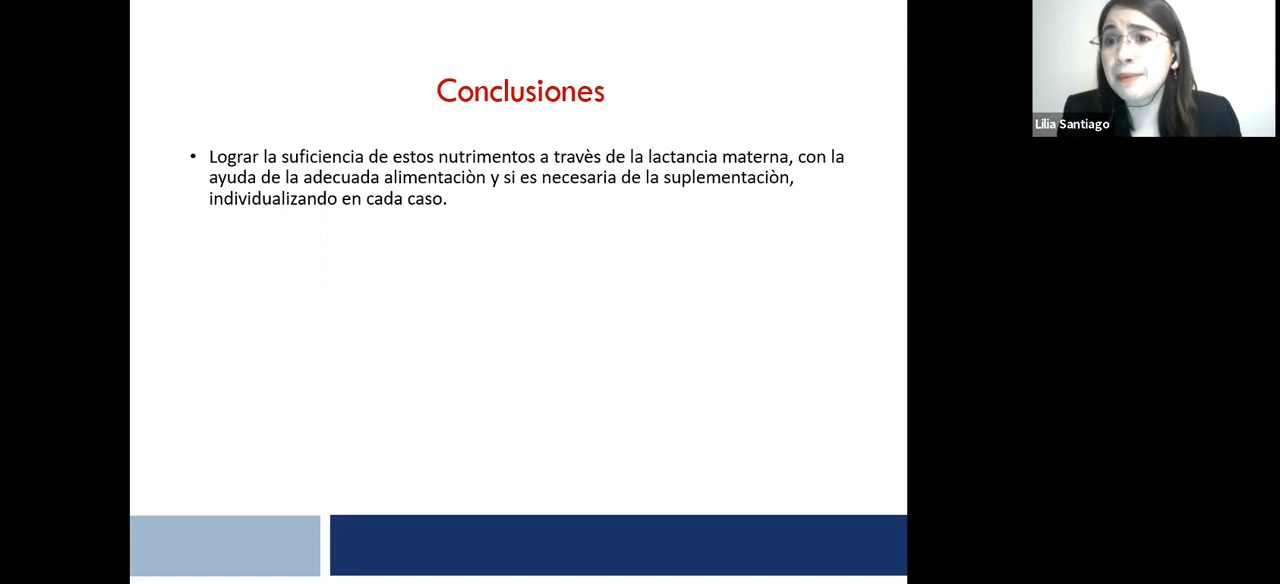 Conclusiones
• Lograr la suficiencia de estos nutrimentos a travès de la lactancia materna, con la
ayuda de la adecuada alimentaciòn y si es necesaria de la suplementaciòn,
individualizando en cada caso.
Lilia Santiago